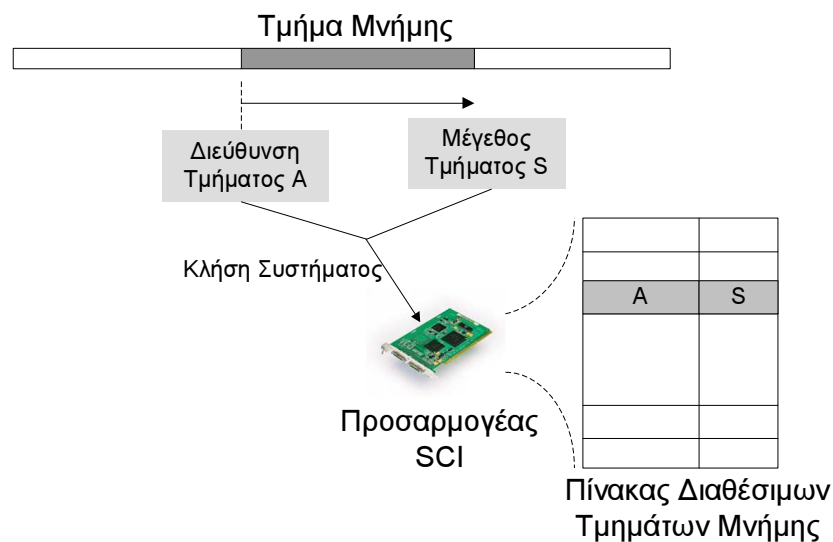 Τμήμα Μνήμης
Διεύθυνση
Τμήματος A
Μέγεθος
Τμήματος S
Κλήση Συστήματος
A S
Προσαρμογέας
SCI
Πίνακας Διαθέσιμων
Τμημάτων Μνήμης